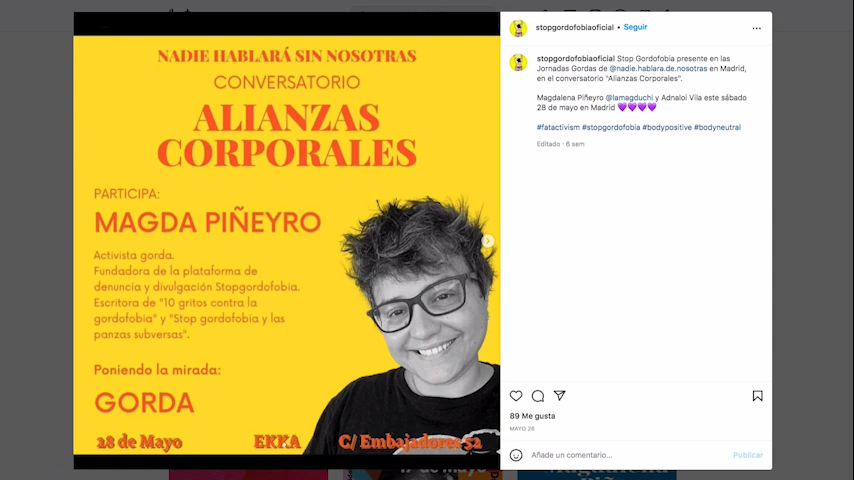 NADIE HABLARÁ SIN NOSOTRAS
CONVERSATORIO
ALIANZAS
CORPORALES
PARTICIPA:
MAGDA PIÑEYRO
Activista gorda.
Fundadora de la plataforma de
denuncia y divulgación Stopgordofobia.
Escritora de "10 gritos contra la
gordofobia" y "Stop gordofobia y las
panzas subversas".
Poniendo la mirada:
GORDA
28 de Mayo
EKKA
C/ Embajadores 52
stopgordofobiaoficial • Seguir
stopgordofobiaoficial Stop Gordofobia presente en las
Jornadas Gordas de @nadie.hablara.de.nosotras en Madrid,
en el conversatorio "Alianzas Corporales".
Magdalena Piñeyro @lamagduchi y Adnaloi Vila este sábado
28 de mayo en Madrid 💜💜💜💜
#fatactivism #stopgordofobia #bodypositive #bodyneutral
Editado · 6 sem
89 Me gusta
MAYO 26
Añade un comentario...
Publicar
17 de Mayo